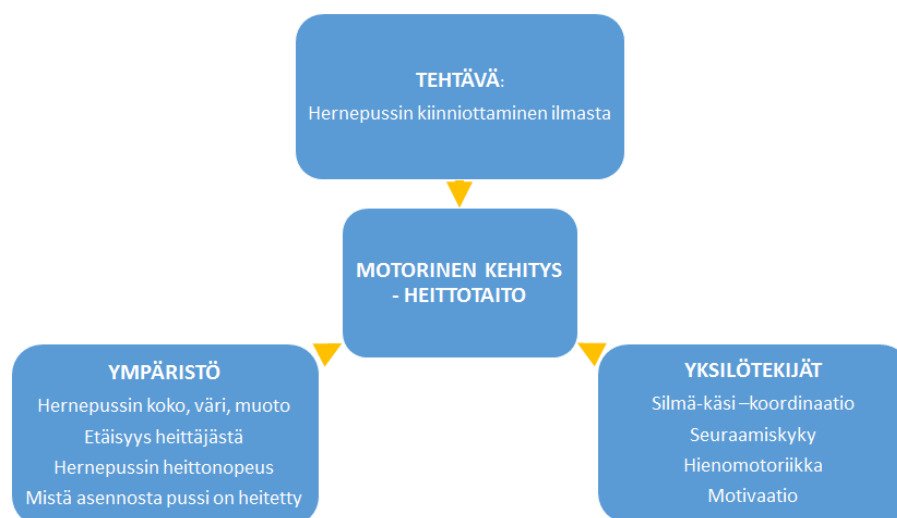 TEHTÄVÄ:
Hernepussin kiinniottaminen ilmasta
MOTORINEN KEHITYS
- HEITTOTAITO
YMPÄRISTÖ
Hernepussin koko, väri, muoto
Etäisyys heittäjästä
Hernepussin heittonopeus
Mistä asennosta pussi on heitetty
YKSILÖTEKIJÄT
Silmä-käsi –koordinaatio
Seuraamiskyky
Hienomotoriikka
Motivaatio